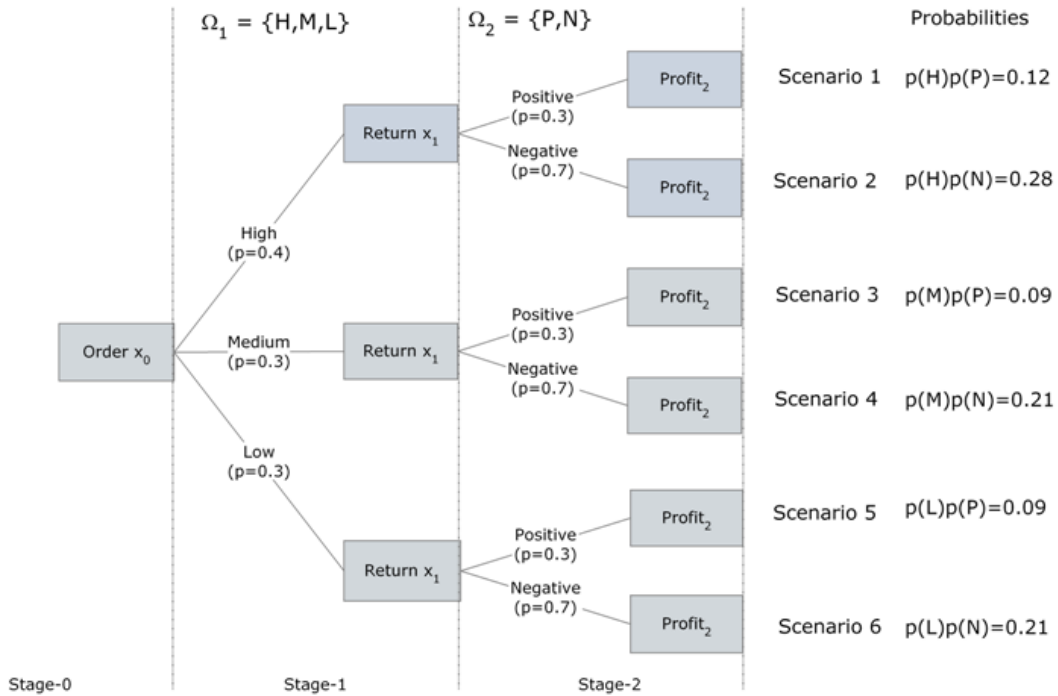 Ω₁ = {H,M,L}
Ω₂ = {P,N}
Probabilities
Profit₂
Scenario 1
p(H)p(P)=0.12
Positive
(p=0.3)
Return x₁
Negative
(p=0.7)
Profit₂
Scenario 2
p(H)p(N)=0.28
High
(p=0.4)
Profit₂
Scenario 3
p(M)p(P)=0.09
Positive
(p=0.3)
Order x₀
Medium
(p=0.3)
Return x₁
Negative
(p=0.7)
Profit₂
Scenario 4
p(M)p(N)=0.21
Low
(p=0.3)
Profit₂
Scenario 5
p(L)p(P)=0.09
Positive
(p=0.3)
Return x₁
Negative
(p=0.7)
Profit₂
Scenario 6
p(L)p(N)=0.21
Stage-0
Stage-1
Stage-2